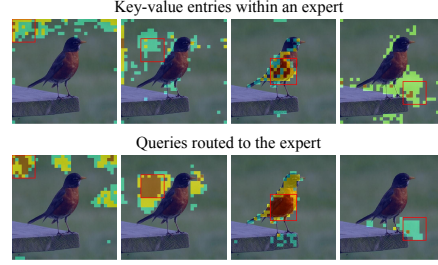 Key-value entries within an expert
Queries routed to the expert